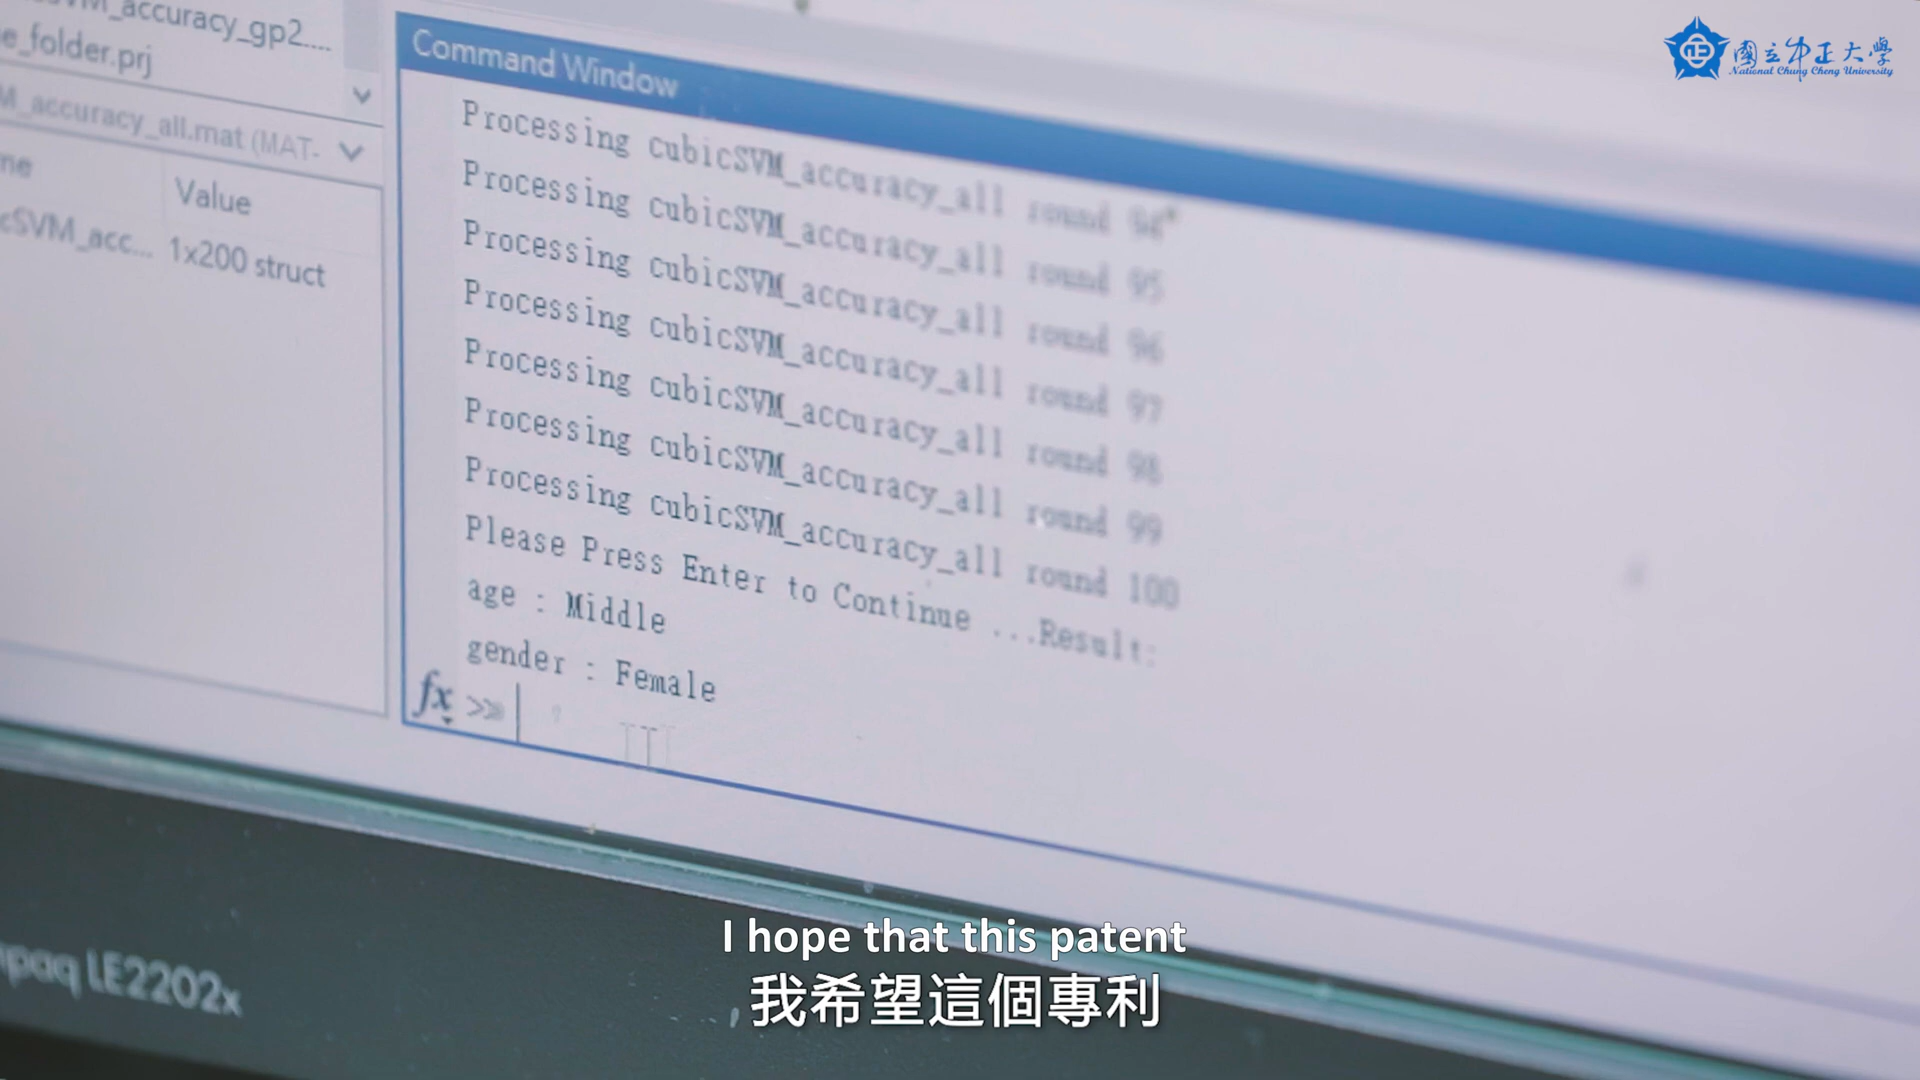 SVM_accuracy_gp2....
e_folder.prj
M_accuracy_all.mat (MAT-
Value
cSVM_acc... 1x200 struct
Command Window
Processing cubicSVM_accuracy_all round 94
Processing cubicSVM_accuracy_all round 95
Processing cubicSVM_accuracy_all round 96
Processing cubicSVM_accuracy_all round 97
Processing cubicSVM_accuracy_all round 98
Processing cubicSVM_accuracy_all round 99
Processing cubicSVM_accuracy_all round 100
Please Press Enter to Continue ...Result:
age : Middle
gender : Female
fx >>
國立中正大學
National Chung Cheng University
mpaq LE2202x
I hope that this patent
我希望這個專利